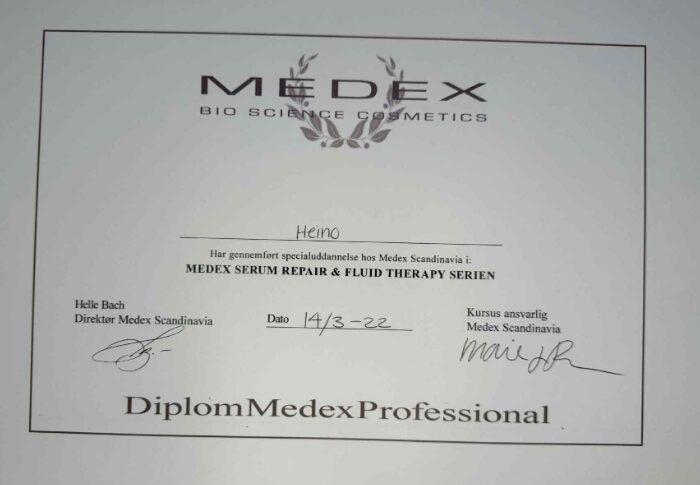 MEDEX
BIO SCIENCE COSMETICS
Heino
Har gennemført specialuddannelse hos Medex Scandinavia i:
MEDEX SERUM REPAIR & FLUID THERAPY SERIEN
Helle Bach
Direktør Medex Scandinavia
Dato 14/3-22
Kursus ansvarlig
Medex Scandinavia
DiplomMedexProfessional